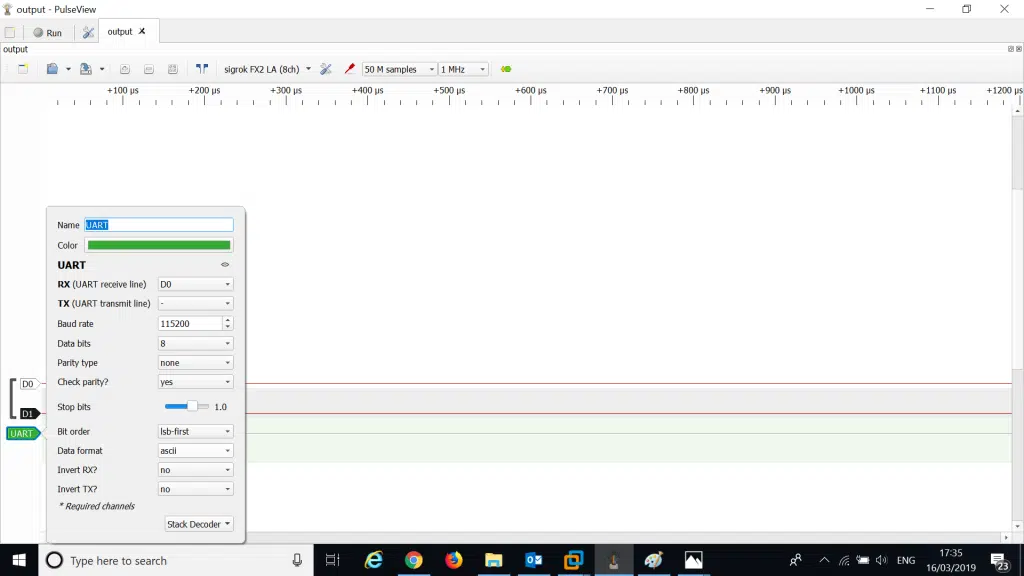 output - PulseView
Run
output
output
sigrok FX2 LA (8ch)
50 M samples
1 MHz
+100 µs
+200 µs
+300 µs
+400 µs
+500 µs
+600 µs
+700 µs
+800 µs
+900 µs
+1000 µs
+1100 µs
+1200 µs
Name UART
Color
UART
RX (UART receive line) D0
TX (UART transmit line) -
Baud rate 115200
Data bits 8
Parity type none
Check parity? yes
Stop bits 1.0
Bit order lsb-first
Data format ascii
Invert RX? no
Invert TX? no
* Required channels
Stack Decoder
D0
D1
UART
Type here to search
ENG
17:35
16/03/2019
23